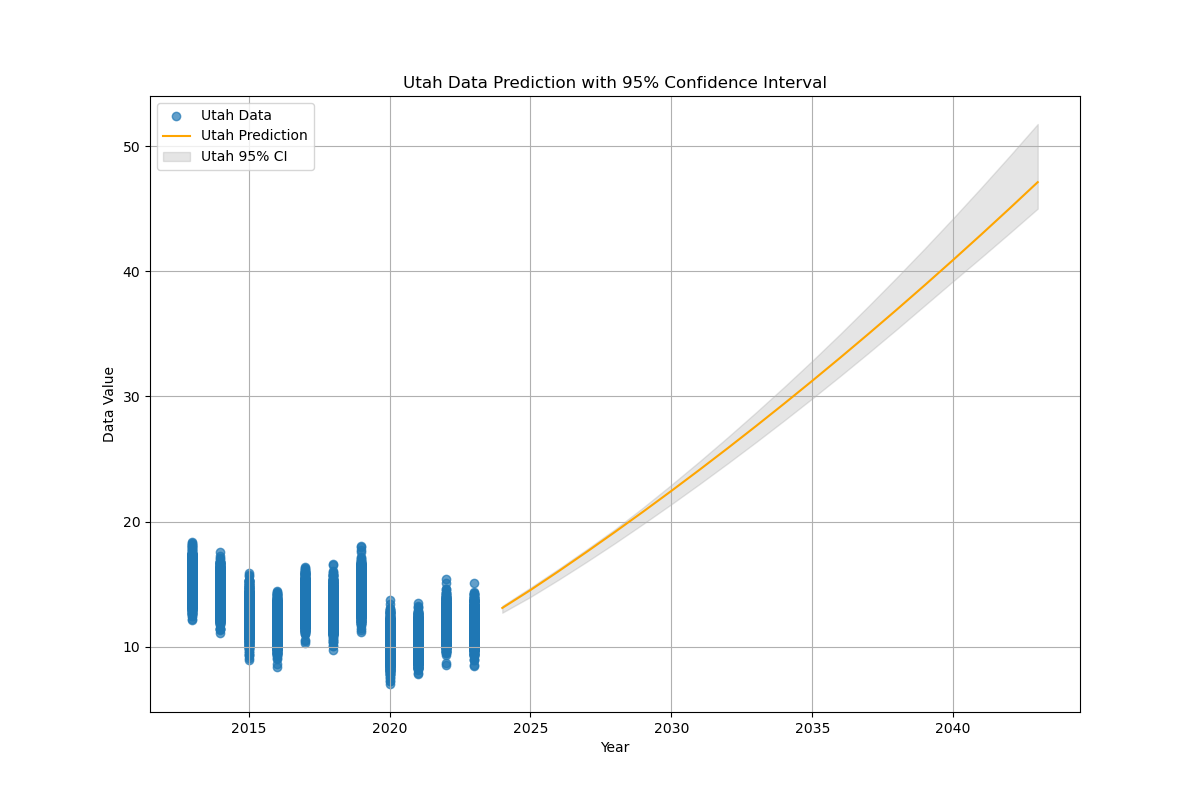 Utah Data Prediction with 95% Confidence Interval
Utah Data
Utah Prediction
Utah 95% CI
50
40
30
20
10
Data Value
2015 2020 2025 2030 2035 2040
Year